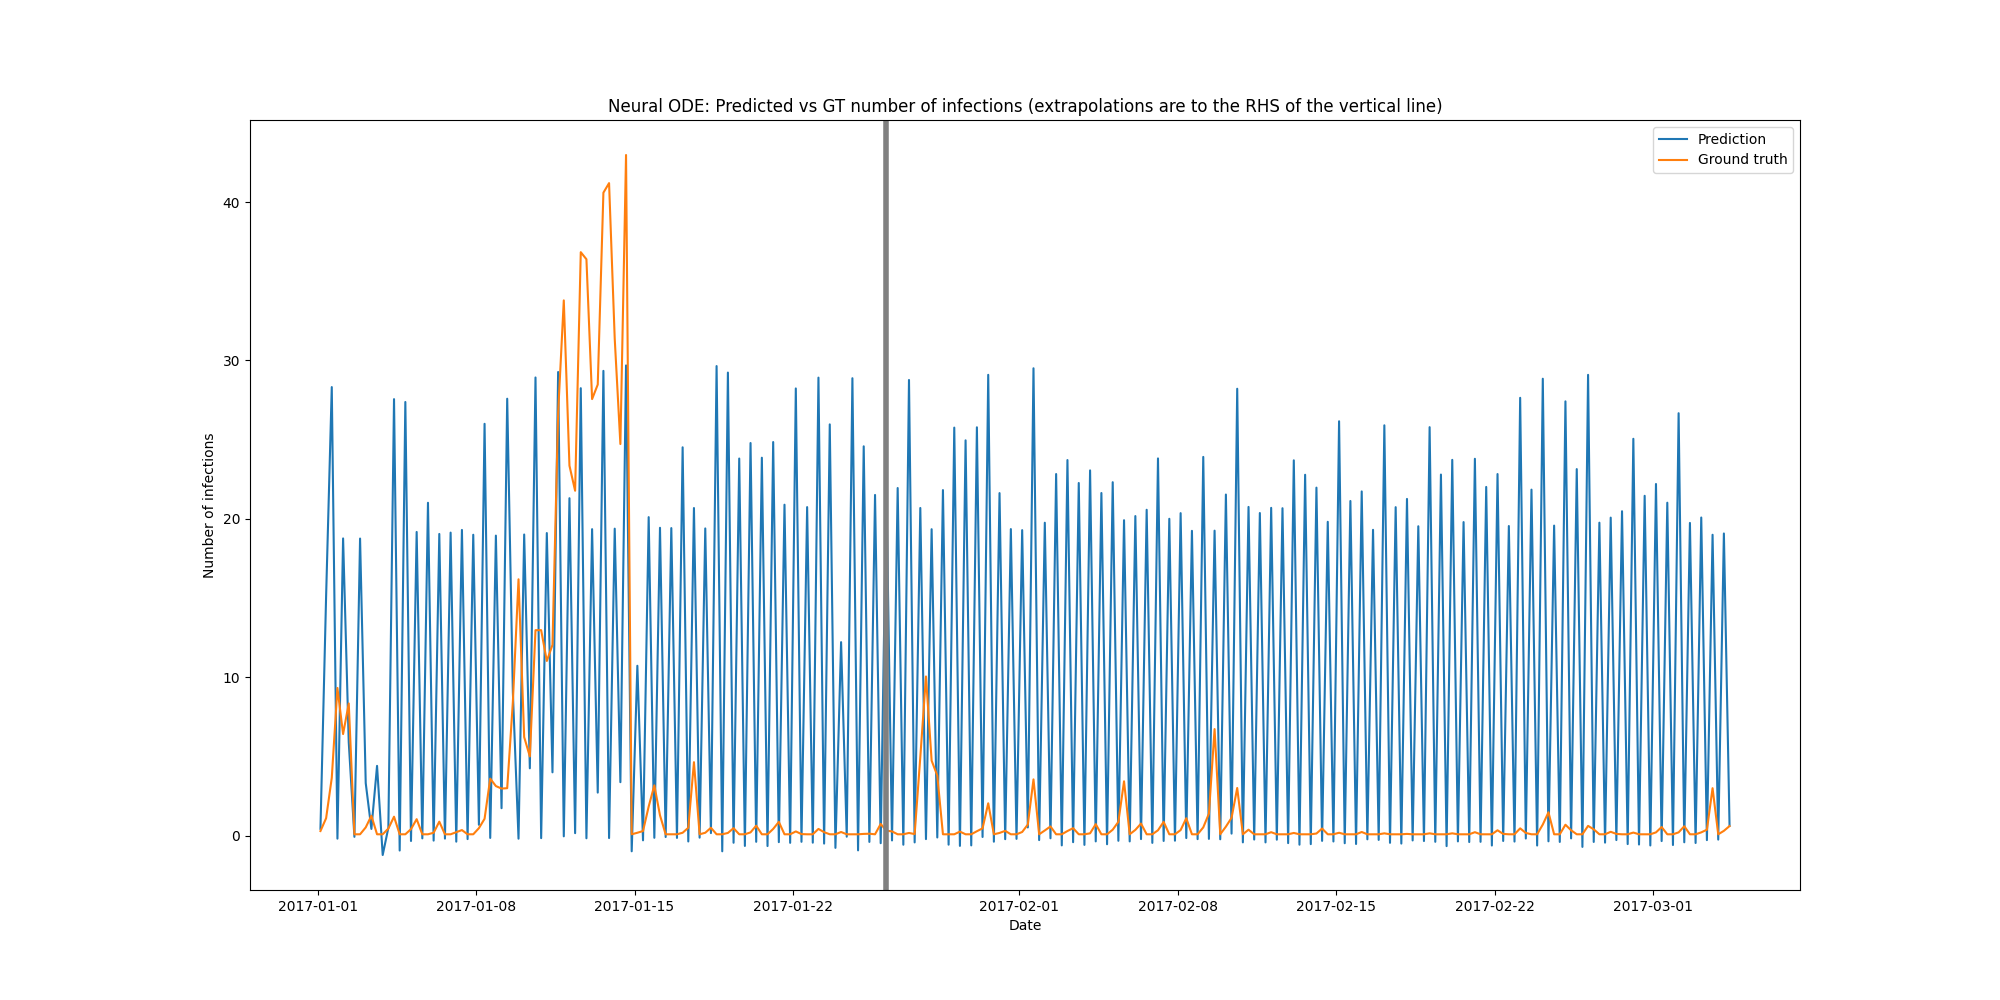 Neural ODE: Predicted vs GT number of infections (extrapolations are to the RHS of the vertical line)
Prediction
Ground truth
Number of infections
40
30
20
10
0
2017-01-01 2017-01-08 2017-01-15 2017-01-22 2017-02-01 2017-02-08 2017-02-15 2017-02-22 2017-03-01
Date